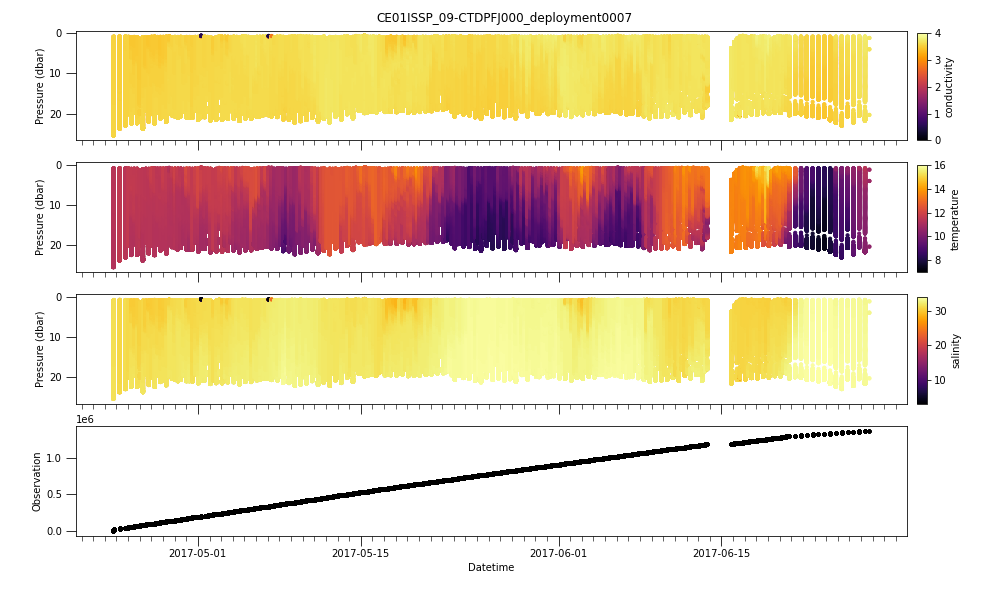 CE01ISSP_09-CTDPFJ000_deployment0007
0
10
20
Pressure (dbar)
4
3
2
1
0
conductivity
0
10
20
Pressure (dbar)
16
14
12
10
8
temperature
0
10
20
Pressure (dbar)
30
20
10
salinity
1e6
1.0
0.5
0.0
Observation
2017-05-01 2017-05-15 2017-06-01 2017-06-15
Datetime